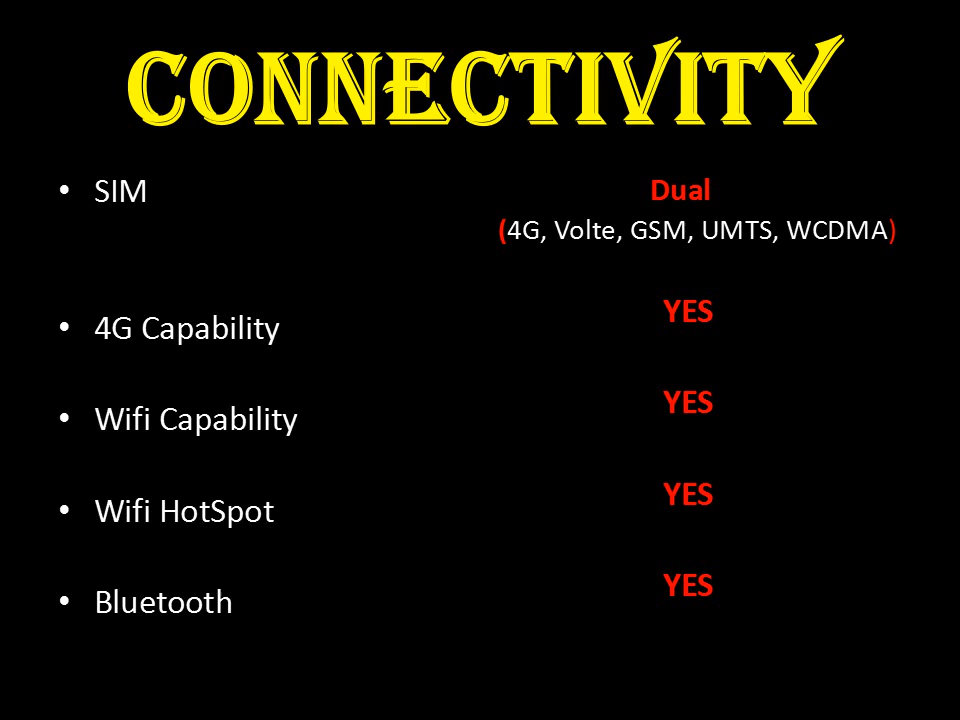 CONNECTIVITY
• SIM
Dual
(4G, Volte, GSM, UMTS, WCDMA)
• 4G Capability
YES
• Wifi Capability
YES
• Wifi HotSpot
YES
• Bluetooth
YES